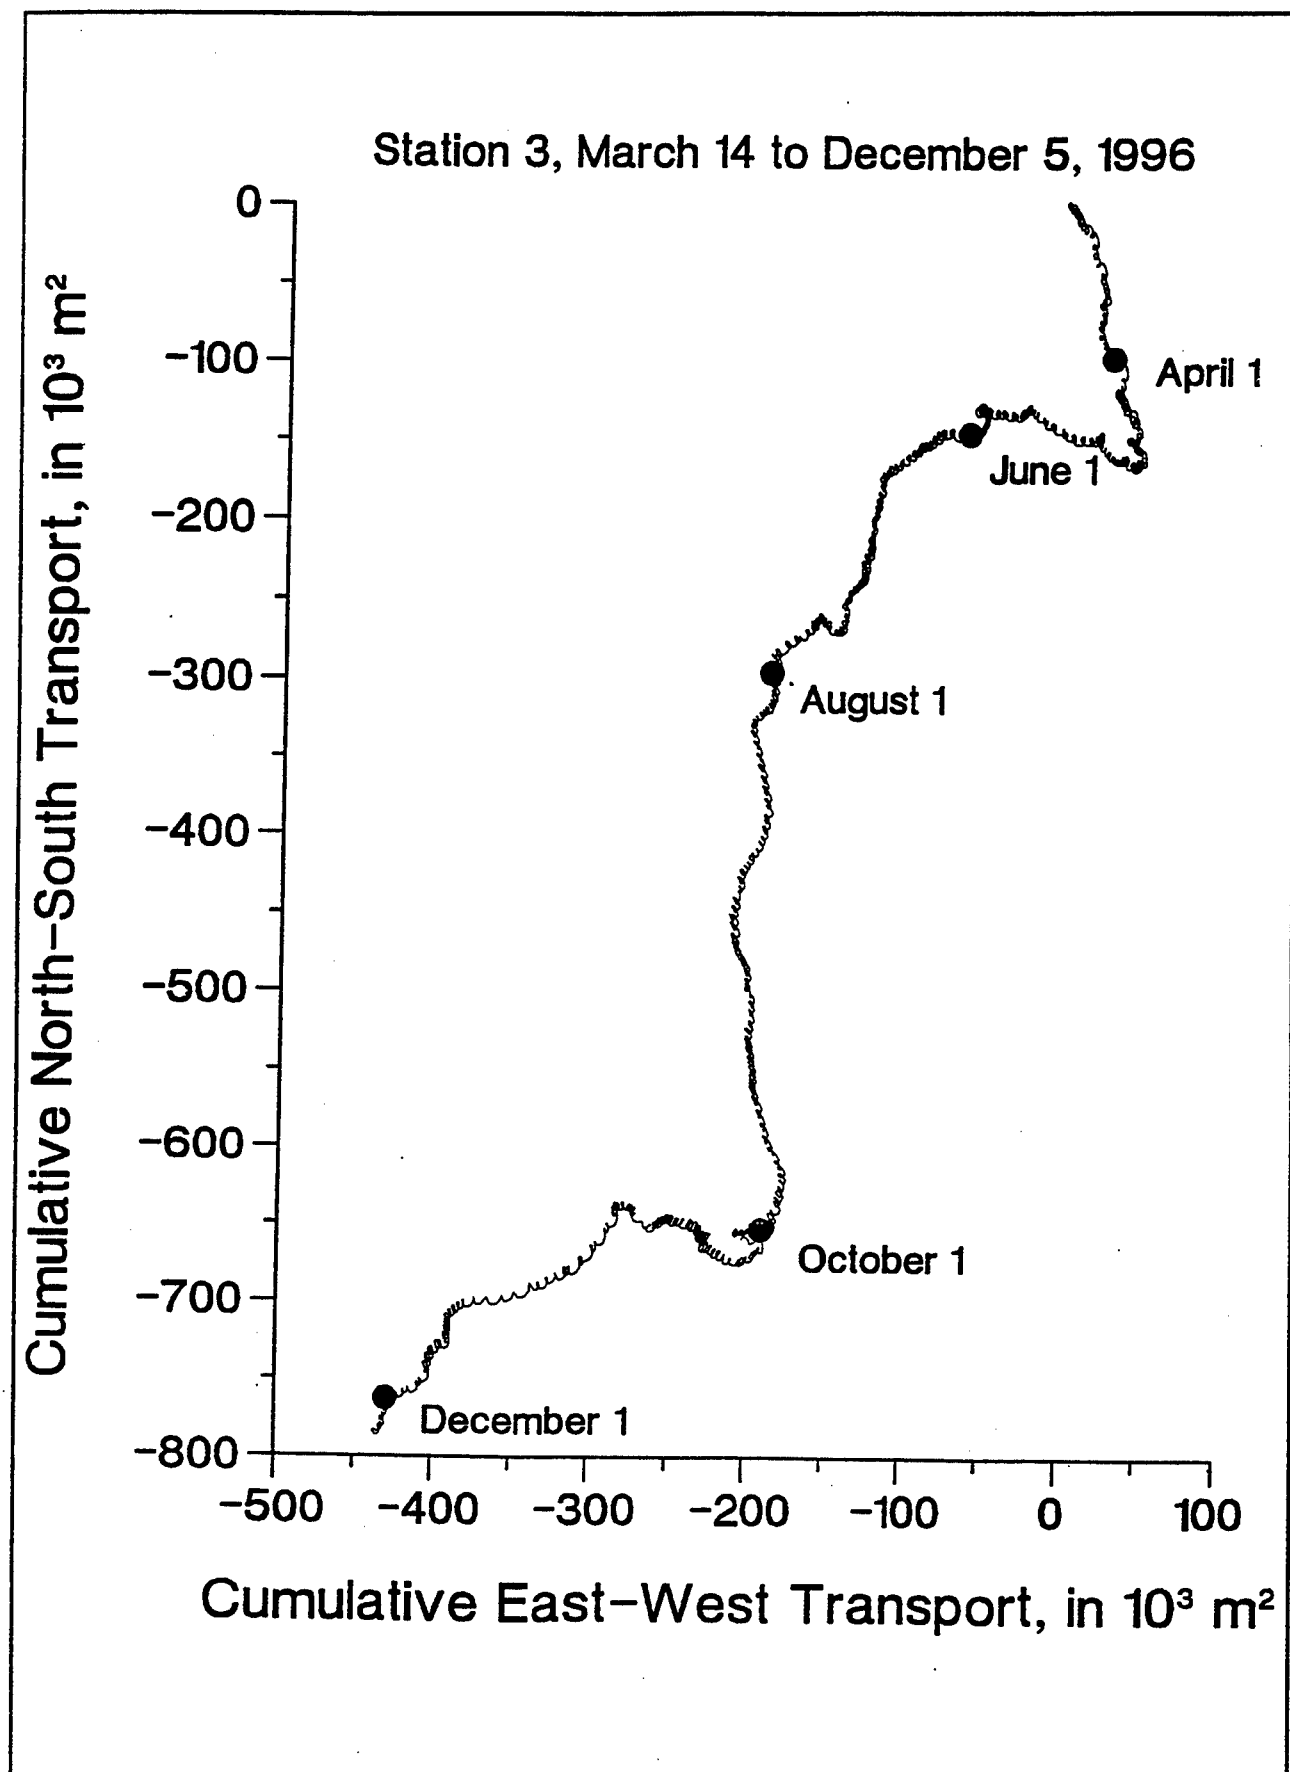 Station 3, March 14 to December 5, 1996
Cumulative North-South Transport, in 10³ m²
0
-100
-200
-300
-400
-500
-600
-700
-800
April 1
June 1
August 1
October 1
December 1
-500 -400 -300 -200 -100 0 100
Cumulative East-West Transport, in 10³ m²